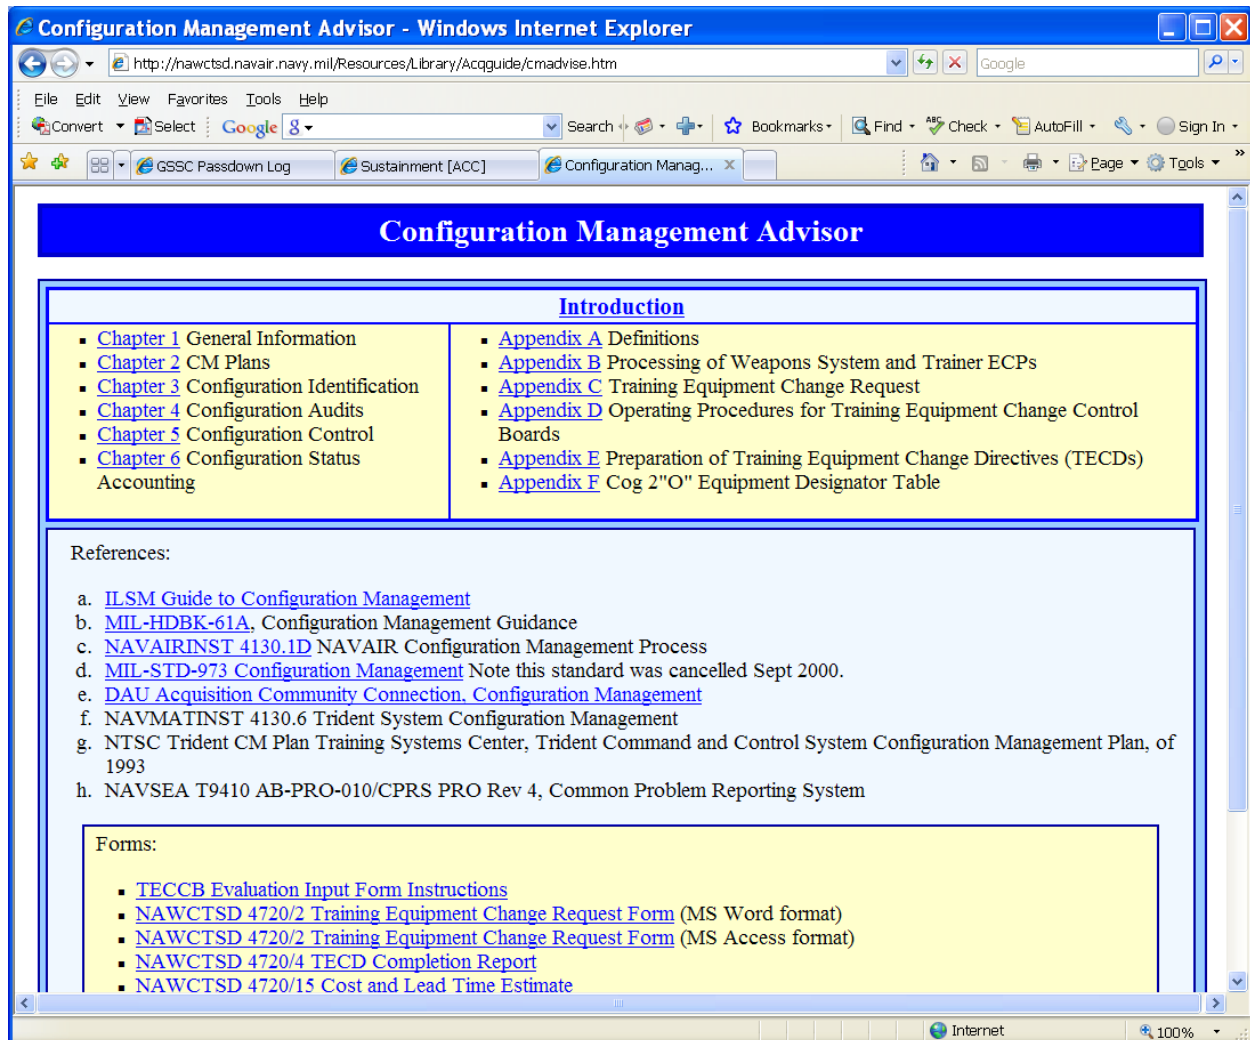 Configuration Management Advisor - Windows Internet Explorer
http://nawctsd.navair.navy.mil/Resources/Library/Acqguide/cmadvise.htm
Google
File Edit View Favorites Tools Help
Convert Select Google Search Bookmarks Find Check AutoFill Sign In
GSSC Passdown Log Sustainment [ACC] Configuration Manag... Page Tools
Configuration Management Advisor
Introduction
Chapter 1 General Information
Chapter 2 CM Plans
Chapter 3 Configuration Identification
Chapter 4 Configuration Audits
Chapter 5 Configuration Control
Chapter 6 Configuration Status
Accounting
Appendix A Definitions
Appendix B Processing of Weapons System and Trainer ECPs
Appendix C Training Equipment Change Request
Appendix D Operating Procedures for Training Equipment Change Control
Boards
Appendix E Preparation of Training Equipment Change Directives (TECDs)
Appendix F Cog 2"O" Equipment Designator Table
References:
a. ILSM Guide to Configuration Management
b. MIL-HDBK-61A, Configuration Management Guidance
c. NAVAIRINST 4130.1D NAVAIR Configuration Management Process
d. MIL-STD-973 Configuration Management Note this standard was cancelled Sept 2000.
e. DAU Acquisition Community Connection, Configuration Management
f. NAVMATINST 4130.6 Trident System Configuration Management
g. NTSC Trident CM Plan Training Systems Center, Trident Command and Control System Configuration Management Plan, of
1993
h. NAVSEA T9410 AB-PRO-010/CPRS PRO Rev 4, Common Problem Reporting System
Forms:
TECCB Evaluation Input Form Instructions
NAWCTSD 4720/2 Training Equipment Change Request Form (MS Word format)
NAWCTSD 4720/2 Training Equipment Change Request Form (MS Access format)
NAWCTSD 4720/4 TECD Completion Report
NAWCTSD 4720/15 Cost and Lead Time Estimate
Internet 100%